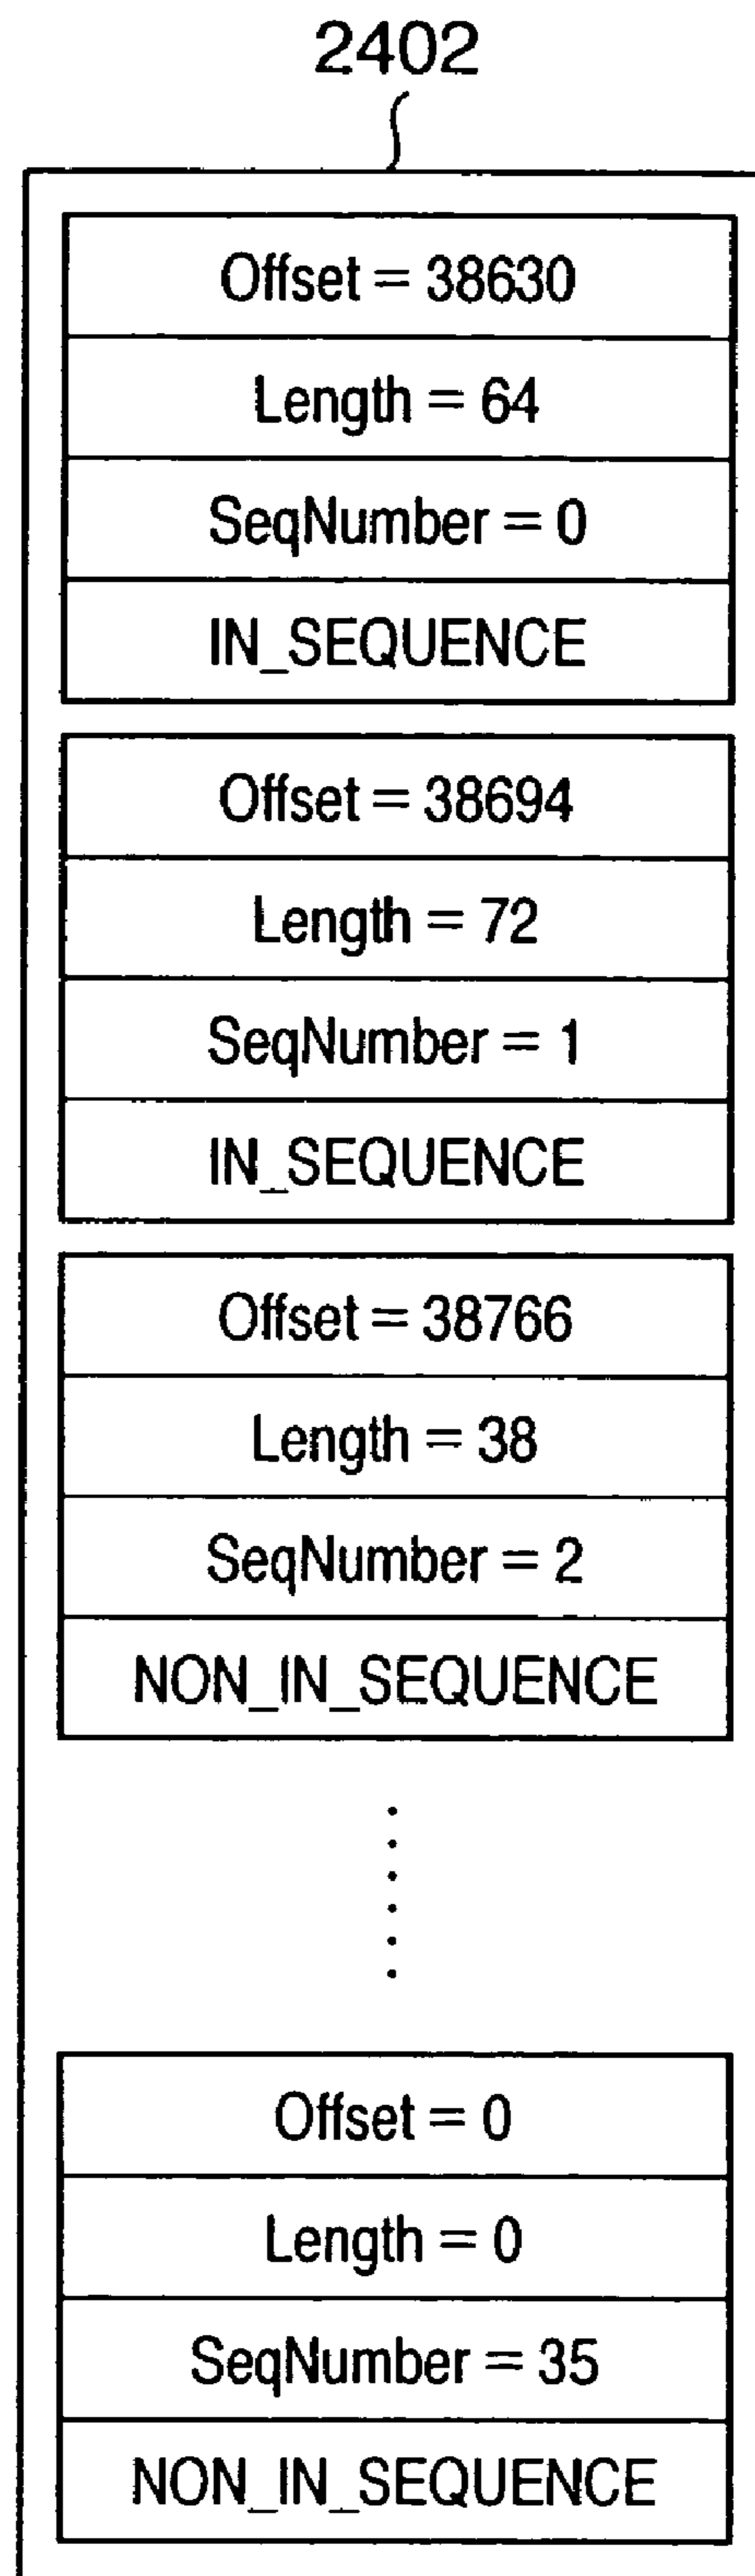 2402
Offset = 38630
Length = 64
SeqNumber = 0
IN_SEQUENCE
Offset = 38694
Length = 72
SeqNumber = 1
IN_SEQUENCE
Offset = 38766
Length = 38
SeqNumber = 2
NON_IN_SEQUENCE
Offset = 0
Length = 0
SeqNumber = 35
NON_IN_SEQUENCE